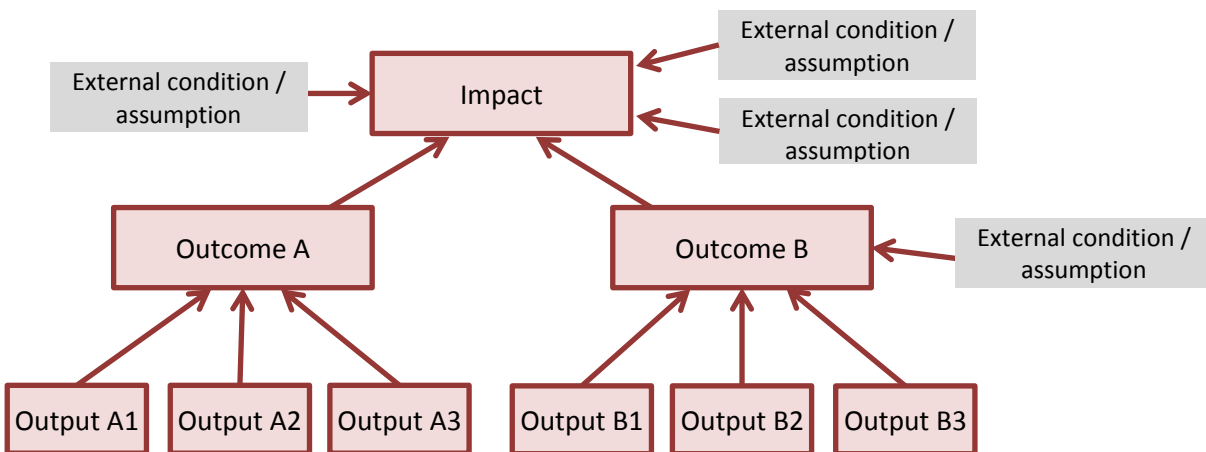 External condition /
assumption
External condition /
assumption
Impact
External condition /
assumption
Outcome A
Outcome B
External condition /
assumption
Output A1
Output A2
Output A3
Output B1
Output B2
Output B3